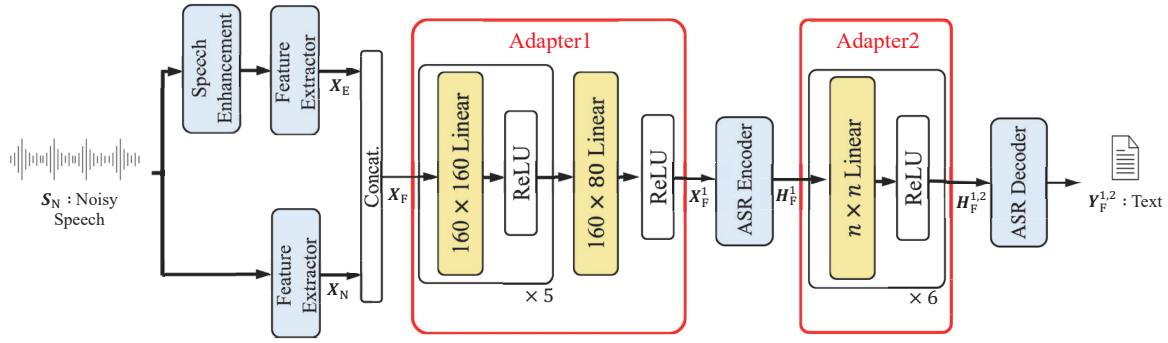 Adapter1
Adapter2
Speech
Enhancement
Feature
Extractor
X_E
S_N : Noisy
Speech
Feature
Extractor
X_N
Concat.
X_F
160 × 160 Linear
ReLU
× 5
160 × 80 Linear
ReLU
X_F^1
ASR Encoder
H_F^1
n × n Linear
ReLU
× 6
H_F^{1,2}
ASR Decoder
Y_F^{1,2} : Text